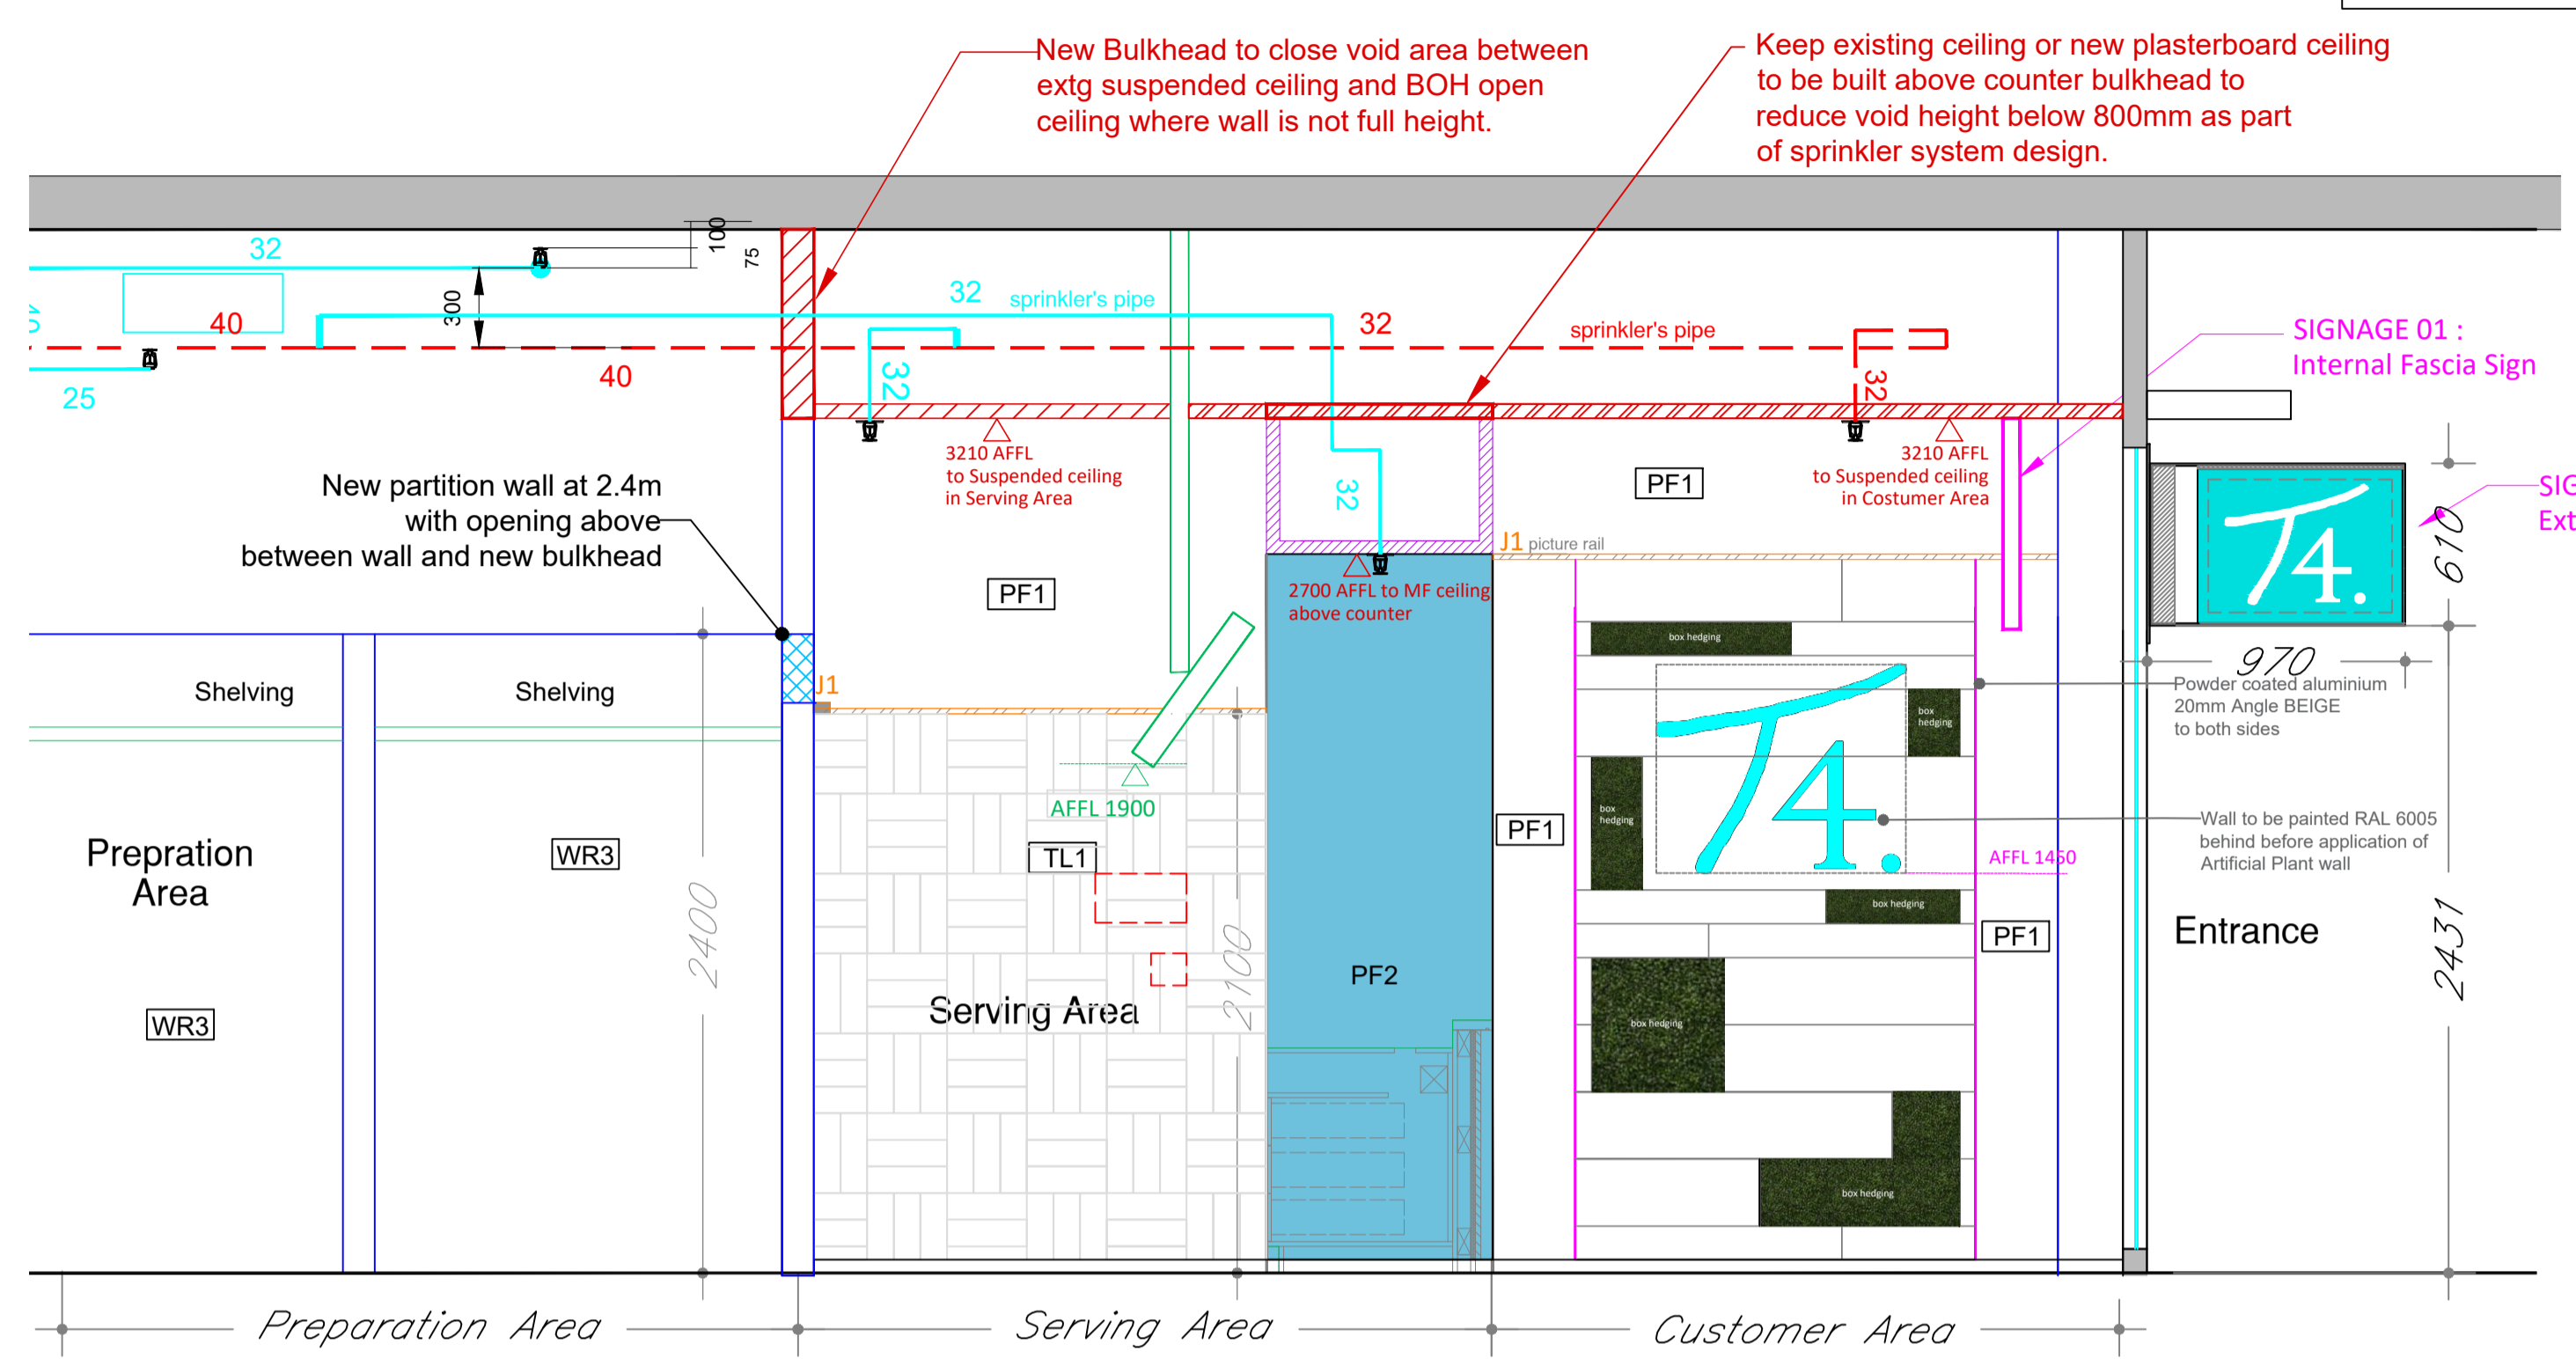 New Bulkhead to close void area between
extg suspended ceiling and BOH open
ceiling where wall is not full height.
Keep existing ceiling or new plasterboard ceiling
to be built above counter bulkhead to
reduce void height below 800mm as part
of sprinkler system design.
32
100
75
300
40
40
25
32
sprinkler's pipe
32
sprinkler's pipe
32
32
32
SIGNAGE 01 :
Internal Fascia Sign
3210 AFFL
to Suspended ceiling
in Serving Area
3210 AFFL
to Suspended ceiling
in Costumer Area
PF1
New partition wall at 2.4m
with opening above
between wall and new bulkhead
J1 picture rail
PF1
2700 AFFL to MF ceiling
above counter
SIG
Ext
T4.
610
970
Shelving
Shelving
J1
box hedging
box
hedging
box
hedging
T4.
Powder coated aluminium
20mm Angle BEIGE
to both sides
AFFL 1900
TL1
PF1
AFFL 1450
Wall to be painted RAL 6005
behind before application of
Artificial Plant wall
Prepration
Area
WR3
2400
WR3
Serving Area
2100
PF2
box hedging
PF1
Entrance
2431
box hedging
box hedging
Preparation Area
Serving Area
Customer Area